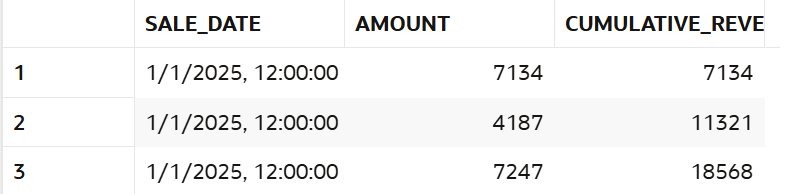 SALE_DATE AMOUNT CUMULATIVE_REVE
1 1/1/2025, 12:00:00 7134 7134
2 1/1/2025, 12:00:00 4187 11321
3 1/1/2025, 12:00:00 7247 18568